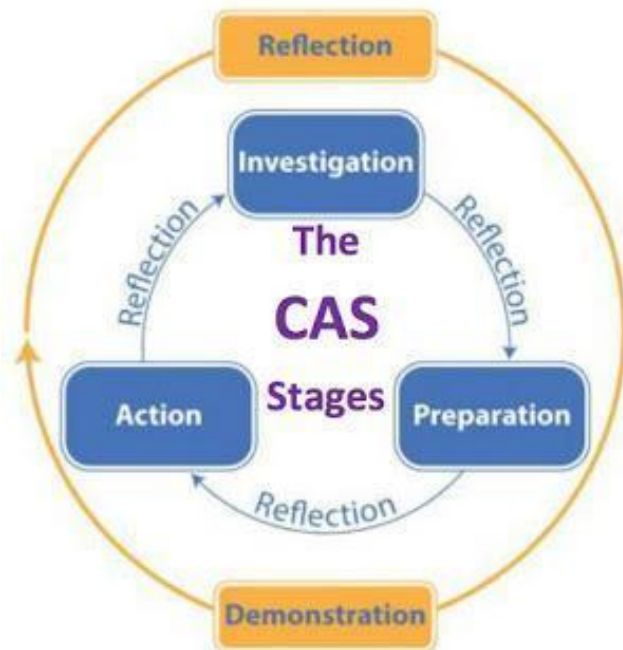 Reflection
Investigation
Reflection
Reflection
The
CAS
Stages
Action
Preparation
Reflection
Demonstration